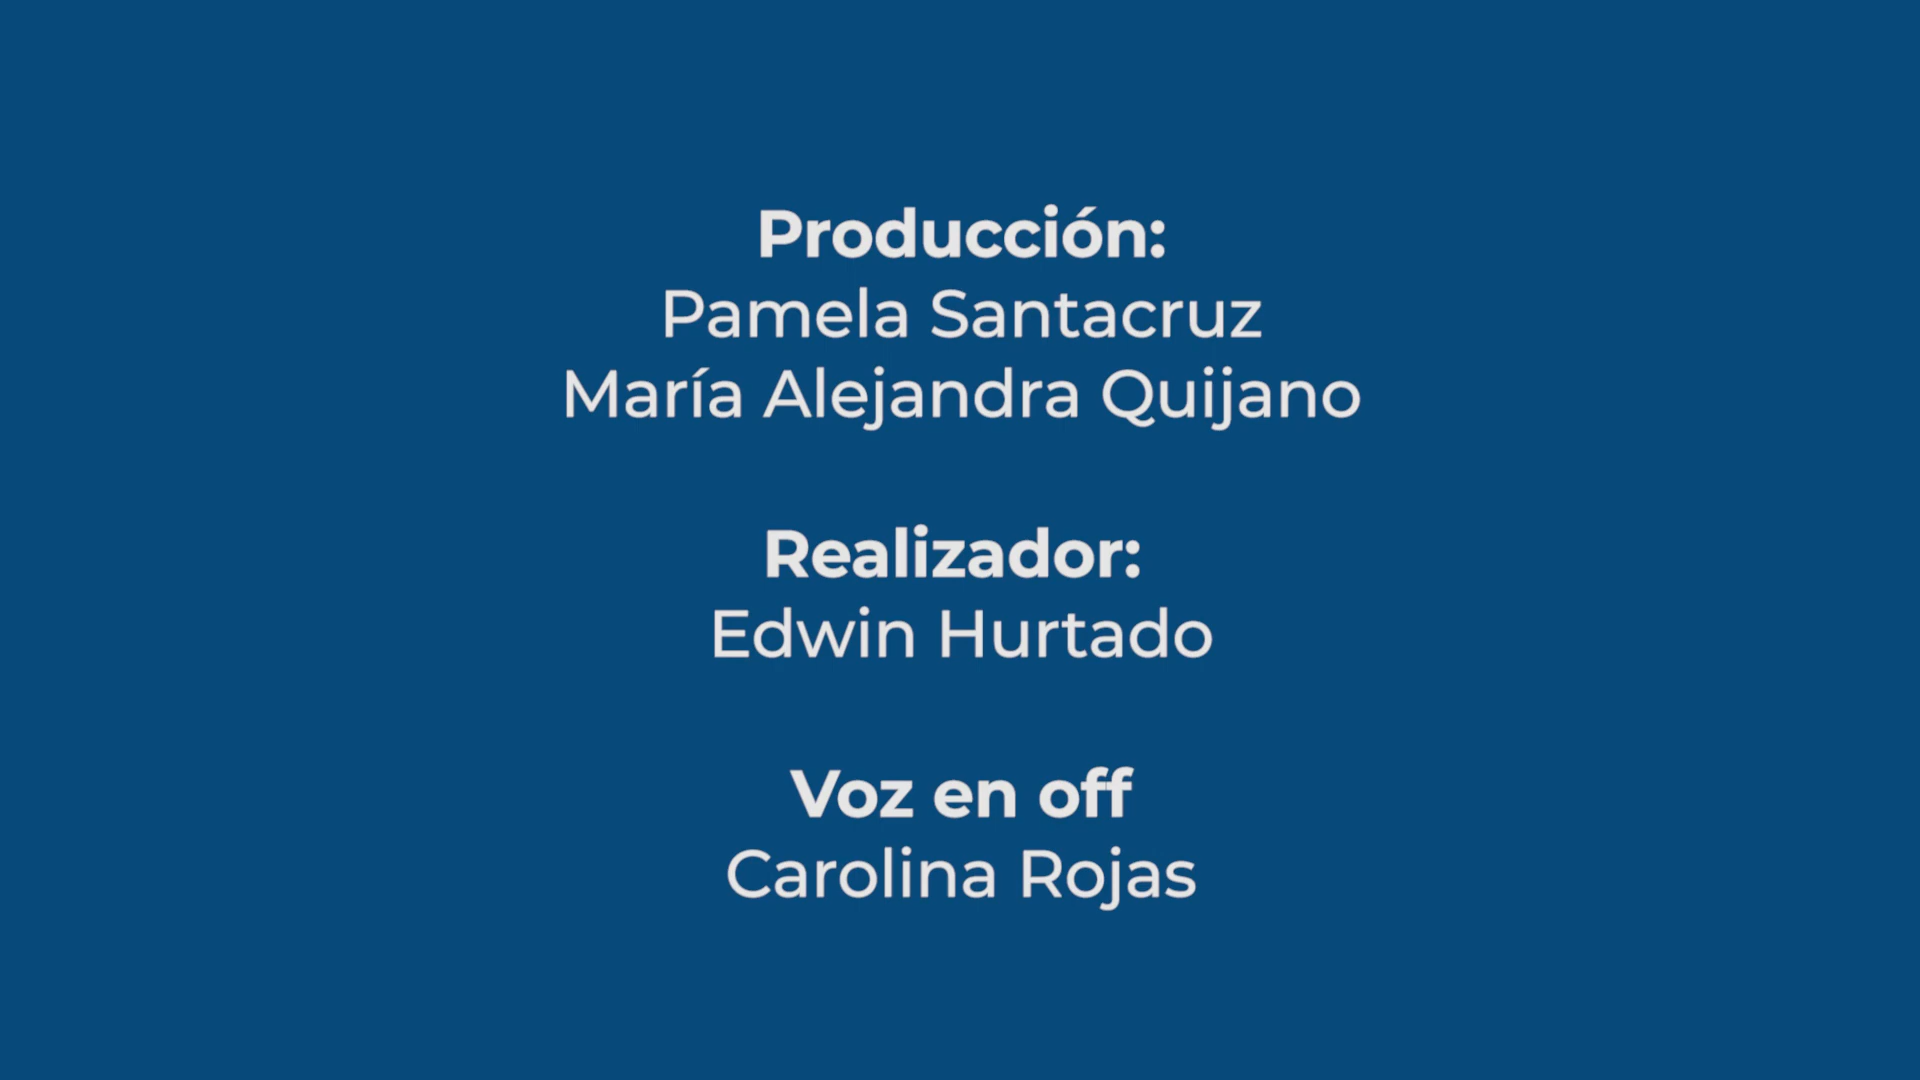 Producción:
Pamela Santacruz
María Alejandra Quijano
Realizador:
Edwin Hurtado
Voz en off
Carolina Rojas